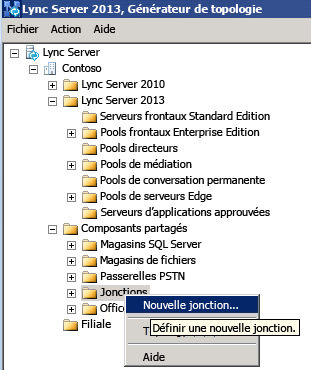 Lync Server 2013, Générateur de topologie
Fichier Action Aide
Lync Server
Contoso
Lync Server 2010
Lync Server 2013
Serveurs frontaux Standard Edition
Pools frontaux Enterprise Edition
Pools directeurs
Pools de médiation
Pools de conversation permanente
Pools de serveurs Edge
Serveurs d'applications approuvées
Composants partagés
Magasins SQL Server
Magasins de fichiers
Passerelles PSTN
Jonctions
Nouvelle jonction...
Office
Définir une nouvelle jonction.
Filiale
Aide